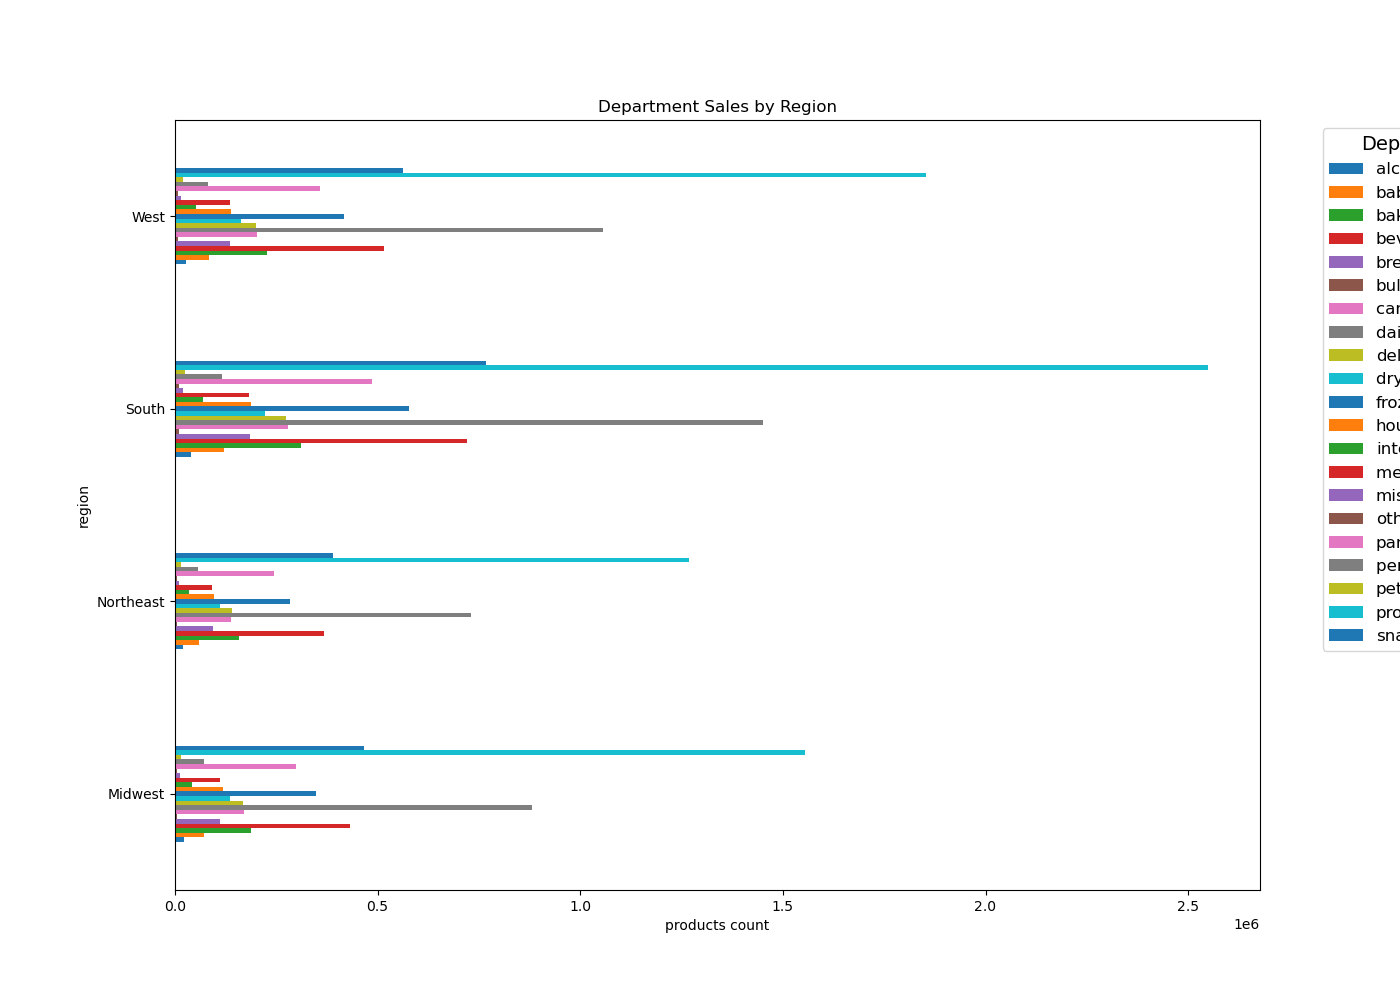 Department Sales by Region
region
West
South
Northeast
Midwest
0.0 0.5 1.0 1.5 2.0 2.5
1e6
products count
Dep
alc
bab
bak
bev
bre
bul
can
dai
del
dry
froz
hou
inte
me
mis
oth
pan
per
pet
pro
sna